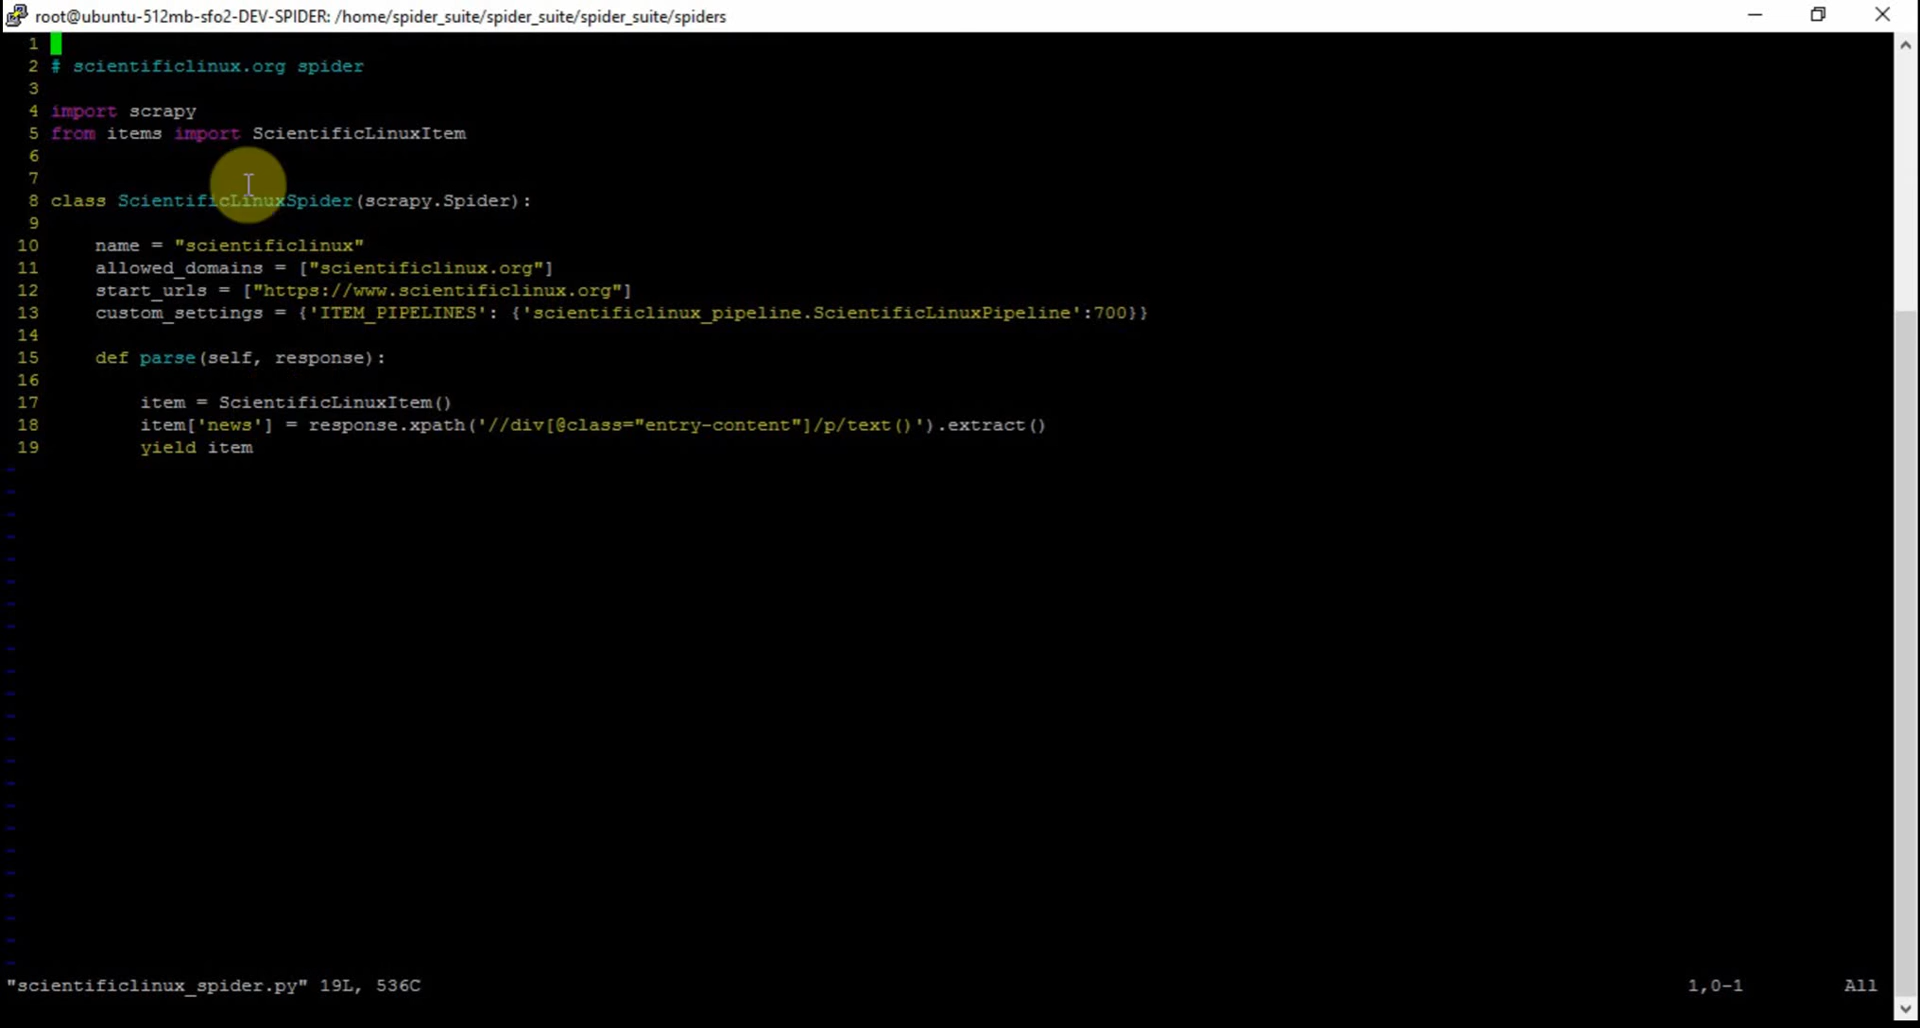 root@ubuntu-512mb-sfo2-DEV-SPIDER: /home/spider_suite/spider_suite/spider_suite/spiders
1
2 # scientificlinux.org spider
3
4 import scrapy
5 from items import ScientificLinuxItem
6
7
8 class ScientificLinuxSpider(scrapy.Spider):
9
10     name = "scientificlinux"
11     allowed_domains = ["scientificlinux.org"]
12     start_urls = ["https://www.scientificlinux.org"]
13     custom_settings = {'ITEM_PIPELINES': {'scientificlinux_pipeline.ScientificLinuxPipeline':700}}
14
15     def parse(self, response):
16
17         item = ScientificLinuxItem()
18         item['news'] = response.xpath('//div[@class="entry-content"]/p/text()').extract()
19         yield item
"scientificlinux_spider.py" 19L, 536C 1,0-1 All